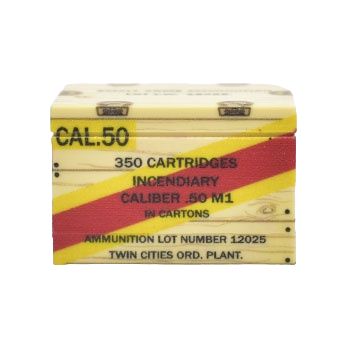 CAL.50
350 CARTRIDGES
INCENDIARY
CALIBER .50 M1
IN CARTONS
AMMUNITION LOT NUMBER 12025
TWIN CITIES ORD. PLANT.